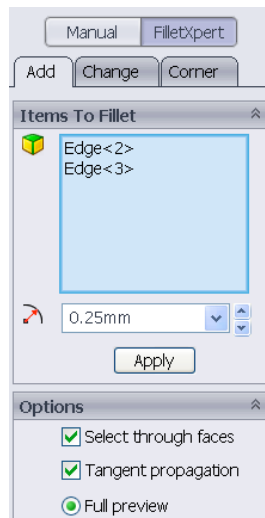 Manual FilletXpert
Add Change Corner
Items To Fillet
Edge<2>
Edge<3>
0.25mm
Apply
Options
Select through faces
Tangent propagation
Full preview